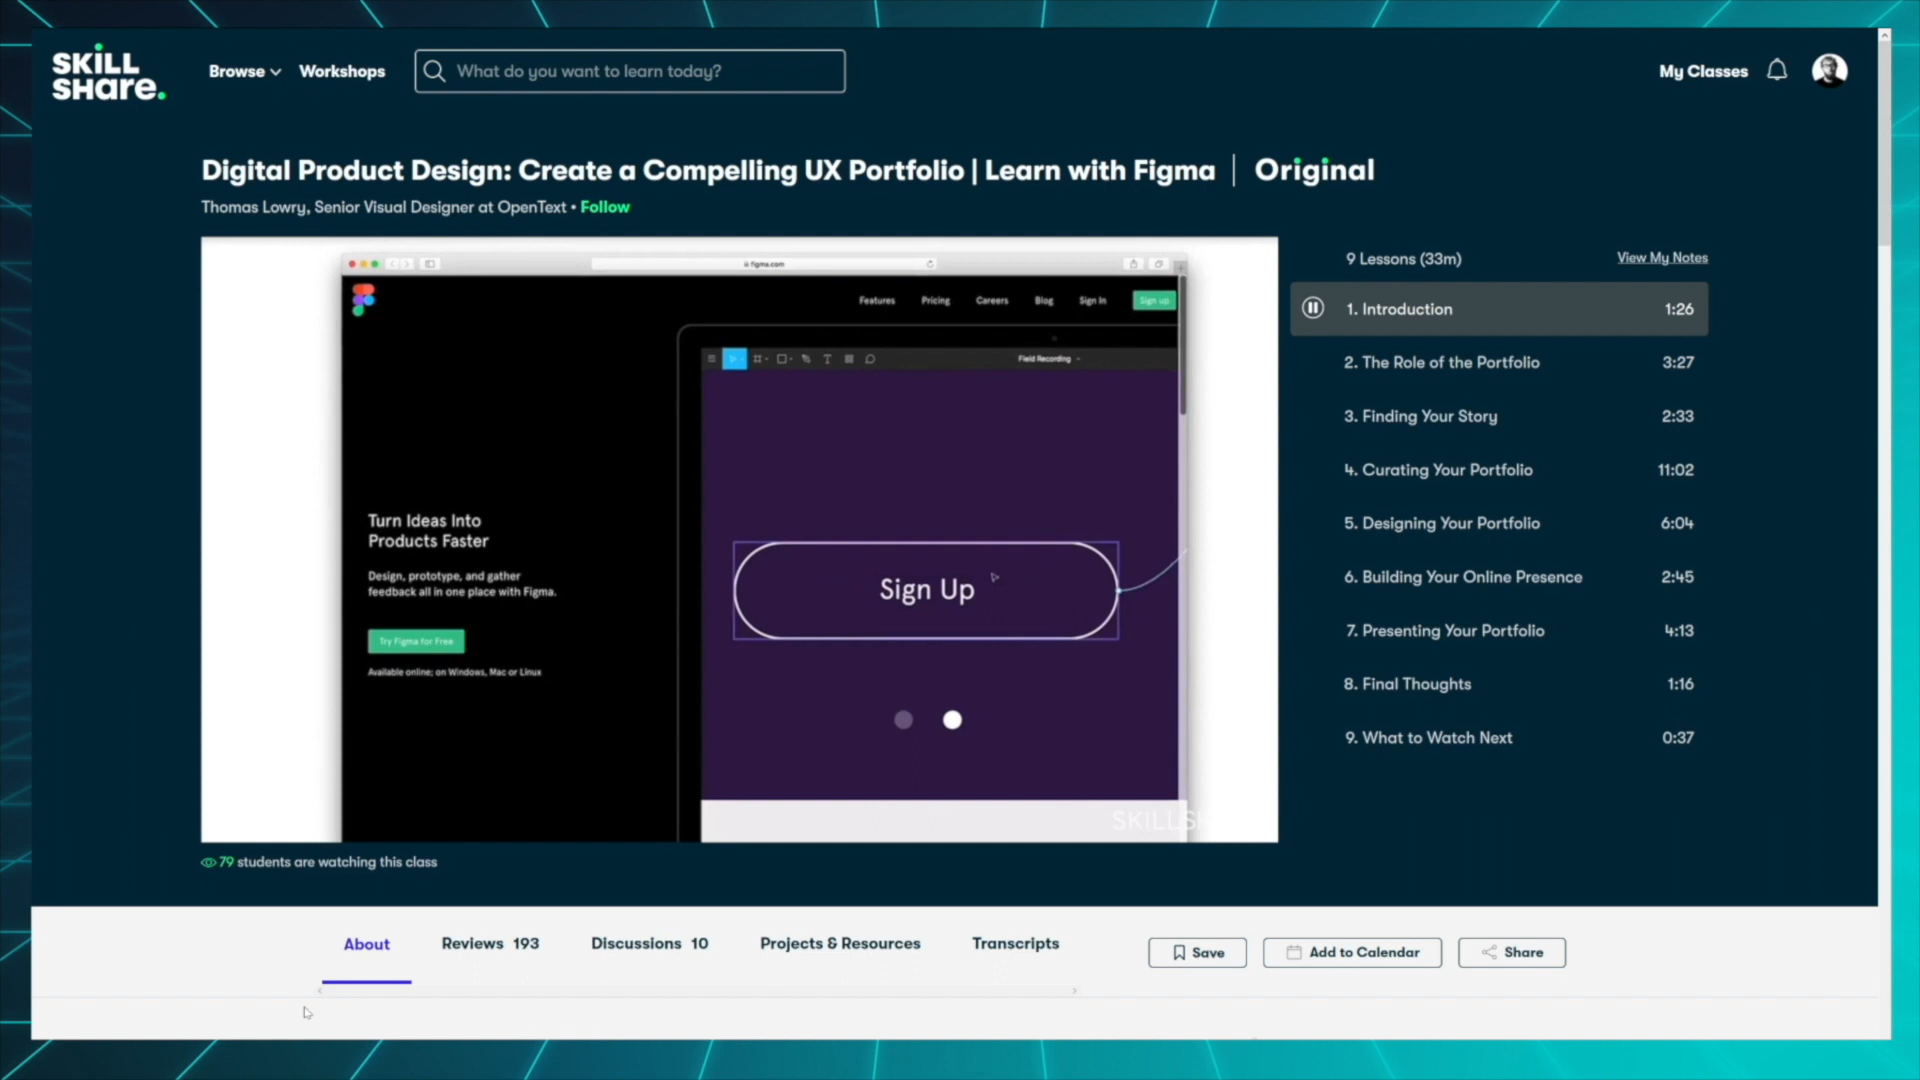 SKiLL
SHare.
Browse
Workshops
What do you want to learn today?
My Classes
Digital Product Design: Create a Compelling UX Portfolio | Learn with Figma | Original
Thomas Lowry, Senior Visual Designer at OpenText • Follow
figma.com
Features
Pricing
Careers
Blog
Sign In
Sign up
Field Recording
Turn Ideas Into
Products Faster
Design, prototype, and gather
feedback all in one place with Figma.
Try Figma for Free
Available online; on Windows, Mac or Linux
Sign Up
SKILLSH
79 students are watching this class
9 Lessons (33m)
View My Notes
1. Introduction 1:26
2. The Role of the Portfolio 3:27
3. Finding Your Story 2:33
4. Curating Your Portfolio 11:02
5. Designing Your Portfolio 6:04
6. Building Your Online Presence 2:45
7. Presenting Your Portfolio 4:13
8. Final Thoughts 1:16
9. What to Watch Next 0:37
About
Reviews 193
Discussions 10
Projects & Resources
Transcripts
Save
Add to Calendar
Share